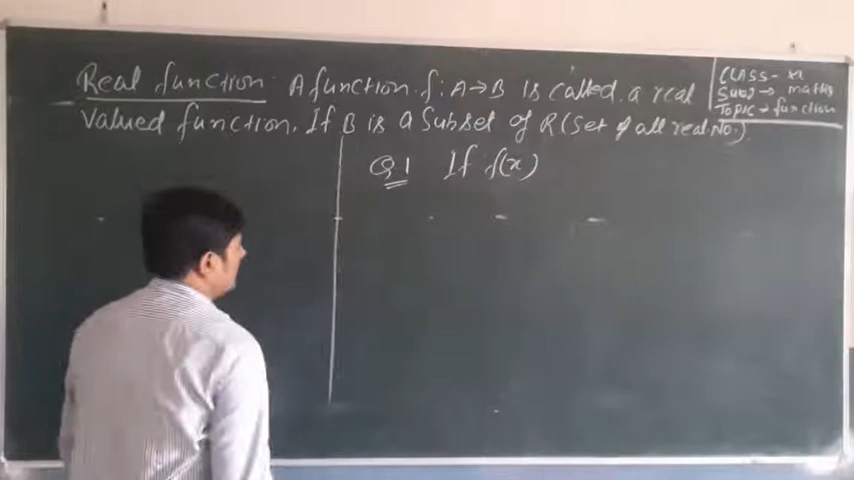 Real function A function f: A→B is called a real
Valued function, If B is a Subset of R (Set of all real No.)
CLASS - XI
Sub → maths
Topic → function
Q1 If f(x)